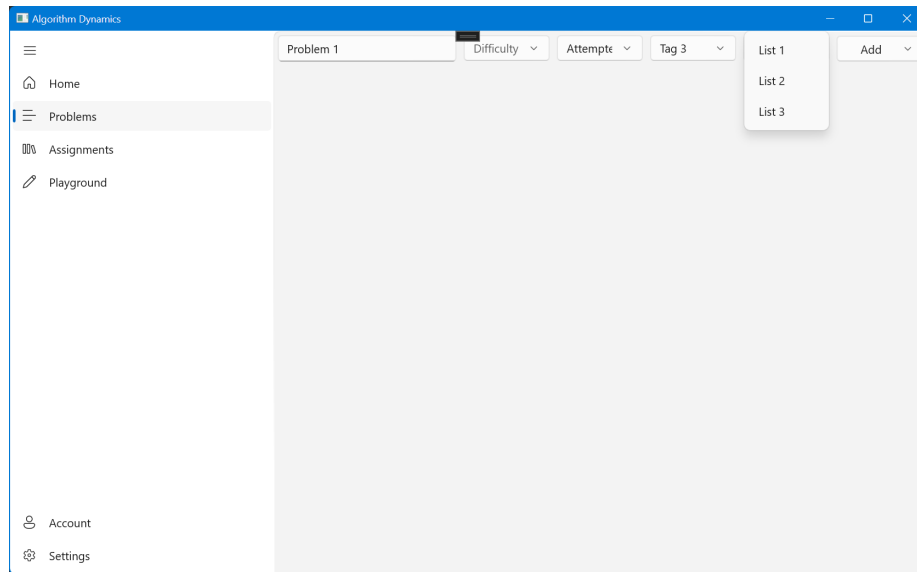 Algorithm Dynamics
Problem 1
Difficulty
Attempte
Tag 3
List 1
List 2
List 3
Add
Home
Problems
Assignments
Playground
Account
Settings